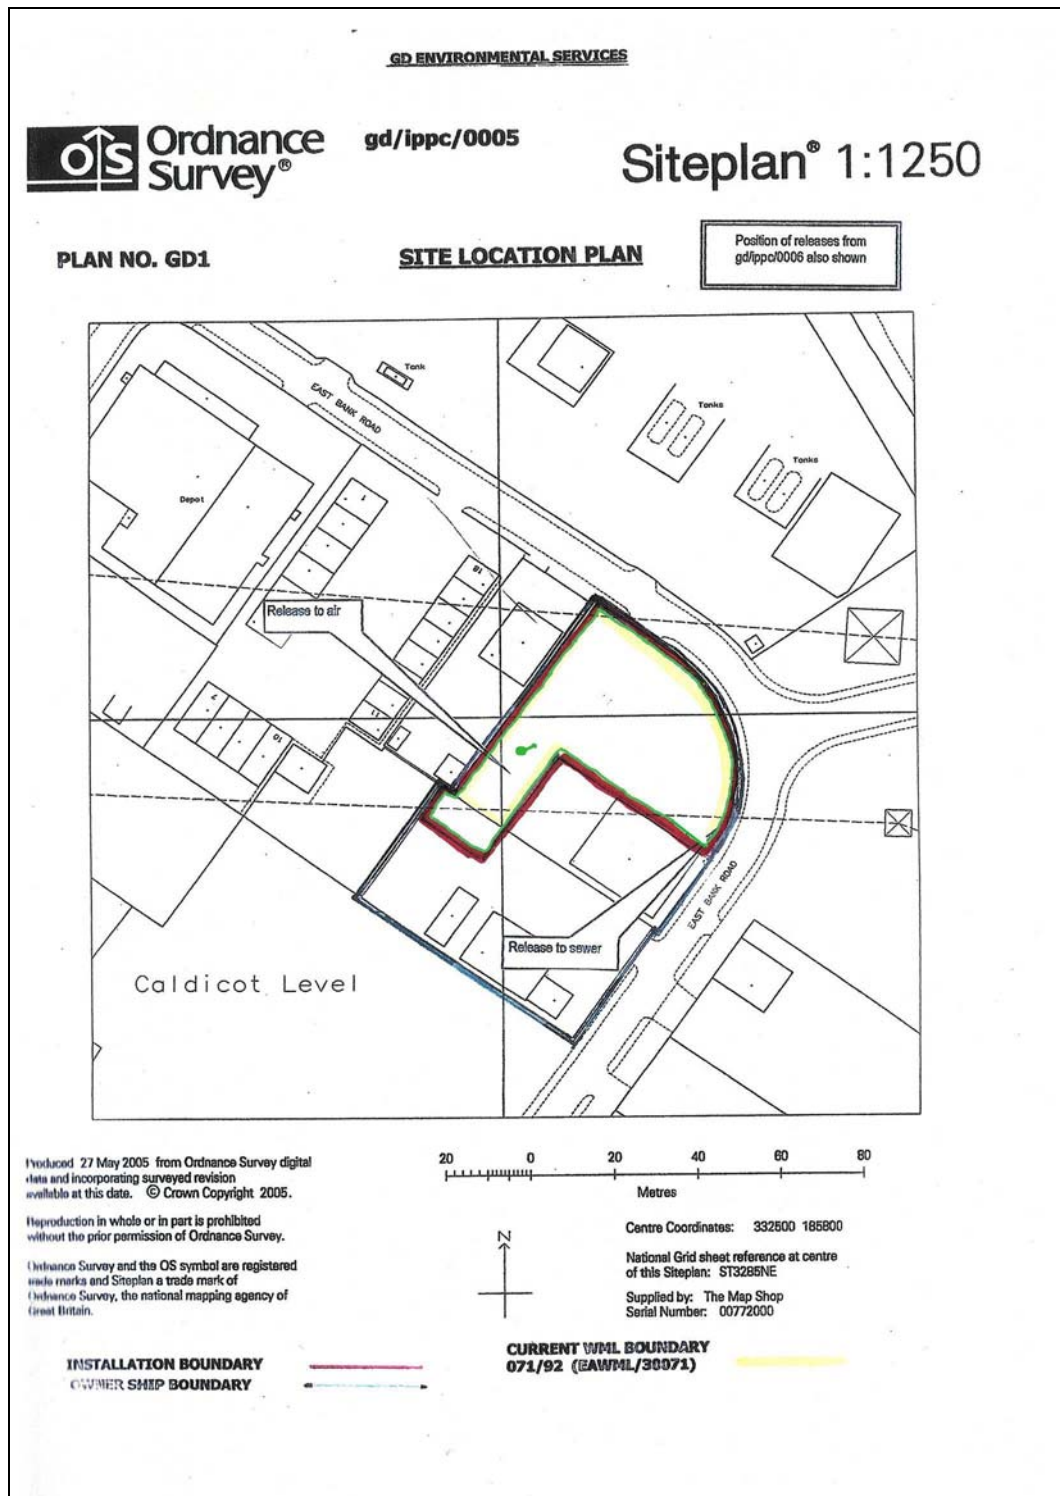 GD ENVIRONMENTAL SERVICES
Ordnance
Survey®
gd/ippc/0005
Siteplan® 1:1250
PLAN NO. GD1
SITE LOCATION PLAN
Position of releases from
gd/ippc/0006 also shown
Tank
EAST BANK ROAD
Tanks
Tanks
Depot
1
18
Release to air
7
11
10
EAST BANK ROAD
Release to sewer
Caldicot Level
Produced 27 May 2005 from Ordnance Survey digital
data and incorporating surveyed revision
available at this date. © Crown Copyright 2005.
Reproduction in whole or in part is prohibited
without the prior permission of Ordnance Survey.
Ordnance Survey and the OS symbol are registered
trade marks and Siteplan a trade mark of
Ordnance Survey, the national mapping agency of
Great Britain.
20 0 20 40 60 80
Metres
N
Centre Coordinates: 332500 185800
National Grid sheet reference at centre
of this Siteplan: ST3285NE
Supplied by: The Map Shop
Serial Number: 00772000
INSTALLATION BOUNDARY
OWNER SHIP BOUNDARY
CURRENT WML BOUNDARY
071/92 (EAWML/30071)